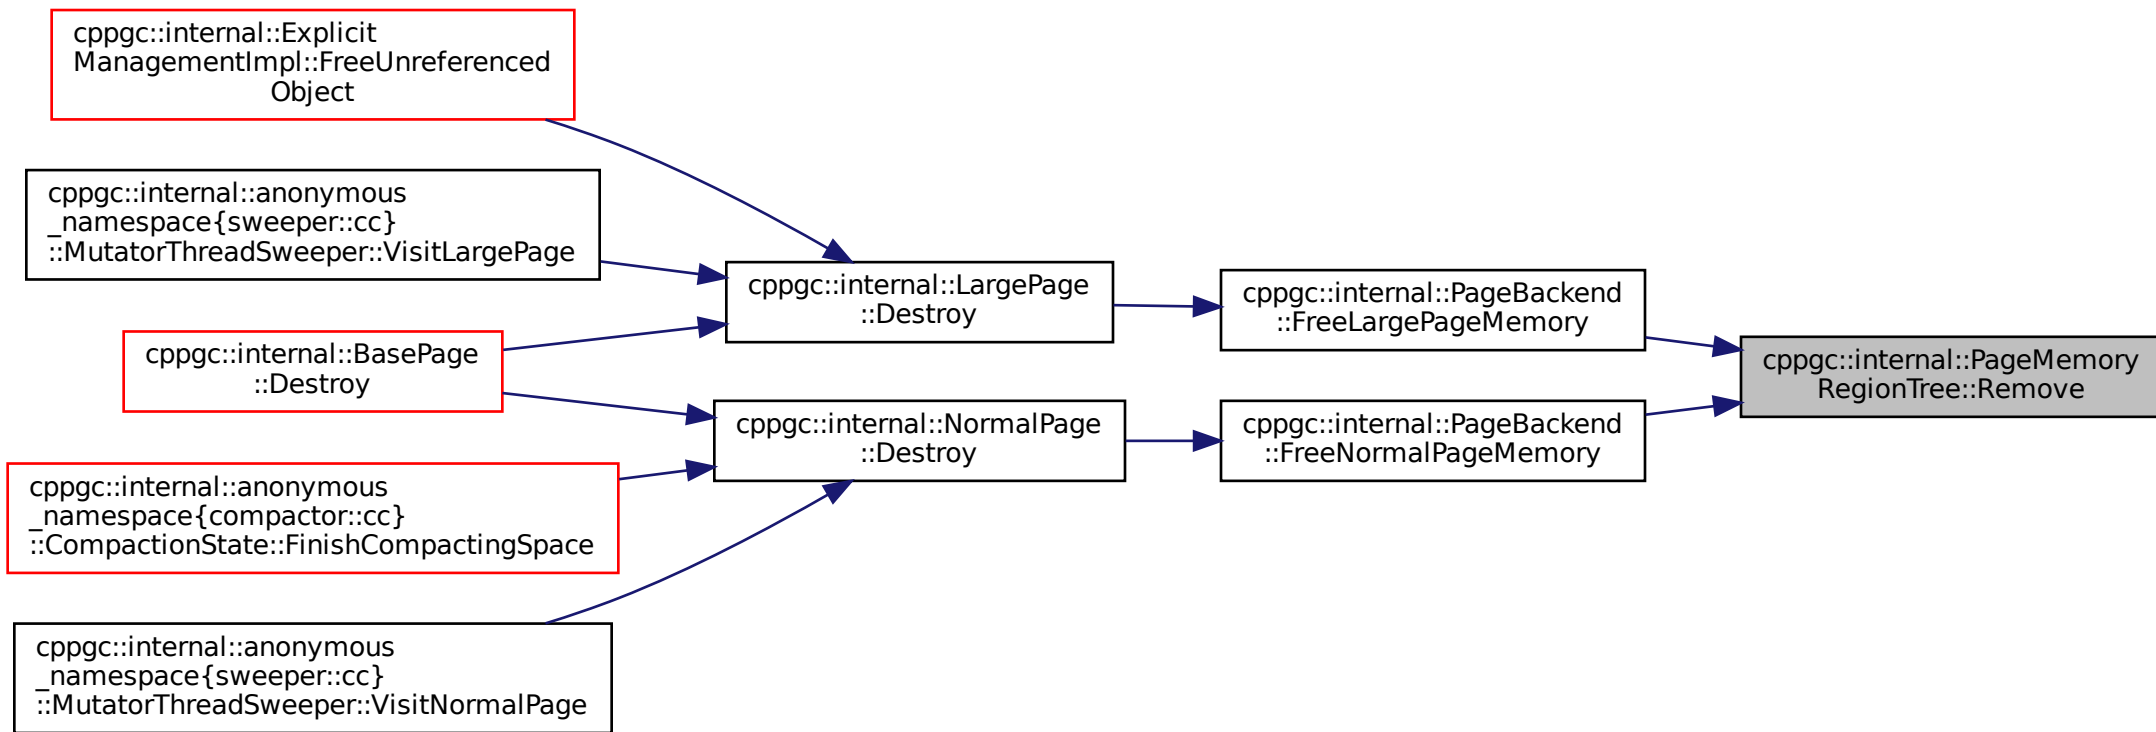 cppgc::internal::Explicit
ManagementImpl::FreeUnreferenced
Object
cppgc::internal::anonymous
_namespace{sweeper::cc}
::MutatorThreadSweeper::VisitLargePage
cppgc::internal::BasePage
::Destroy
cppgc::internal::anonymous
_namespace{compactor::cc}
::CompactionState::FinishCompactingSpace
cppgc::internal::anonymous
_namespace{sweeper::cc}
::MutatorThreadSweeper::VisitNormalPage
cppgc::internal::LargePage
::Destroy
cppgc::internal::NormalPage
::Destroy
cppgc::internal::PageBackend
::FreeLargePageMemory
cppgc::internal::PageBackend
::FreeNormalPageMemory
cppgc::internal::PageMemory
RegionTree::Remove